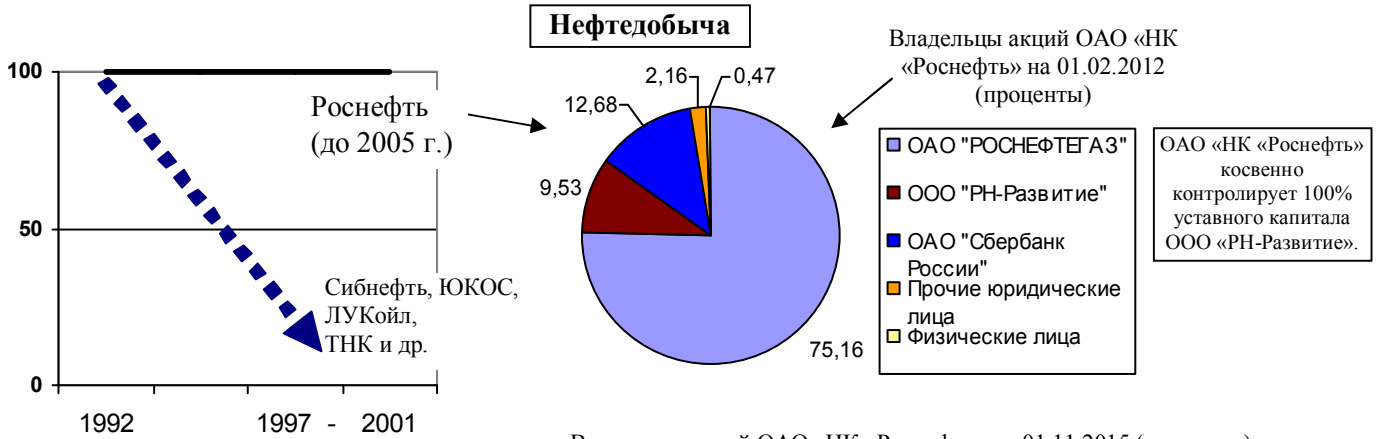 Нефтедобыча
100
50
0
1992
1997 - 2001
Роснефть
(до 2005 г.)
Сибнефть, ЮКОС,
ЛУКойл,
ТНК и др.
2,16
0,47
12,68
9,53
75,16
Владельцы акций ОАО «НК
«Роснефть» на 01.02.2012
(проценты)
ОАО "РОСНЕФТЕГАЗ"
ООО "РН-Развитие"
ОАО "Сбербанк
России"
Прочие юридические
лица
Физические лица
ОАО «НК «Роснефть»
косвенно
контролирует 100%
уставного капитала
ООО «РН-Развитие».